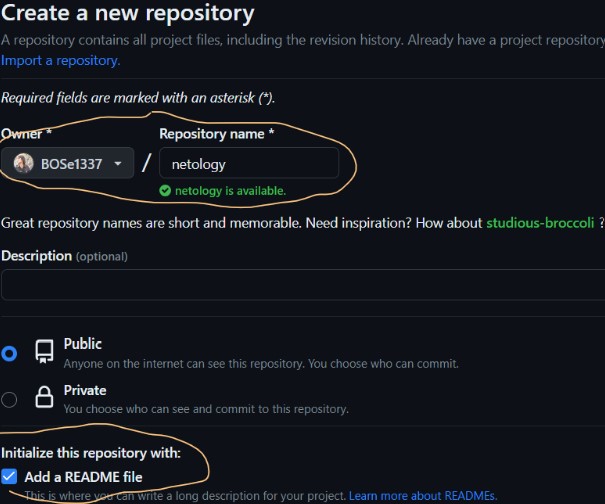 Create a new repository
A repository contains all project files, including the revision history. Already have a project repository
Import a repository.
Required fields are marked with an asterisk (*).
Owner * Repository name *
BOSe1337 / netology
netology is available.
Great repository names are short and memorable. Need inspiration? How about studious-broccoli ?
Description (optional)
Public
Anyone on the internet can see this repository. You choose who can commit.
Private
You choose who can see and commit to this repository.
Initialize this repository with:
Add a README file
This is where you can write a long description for your project. Learn more about READMEs.